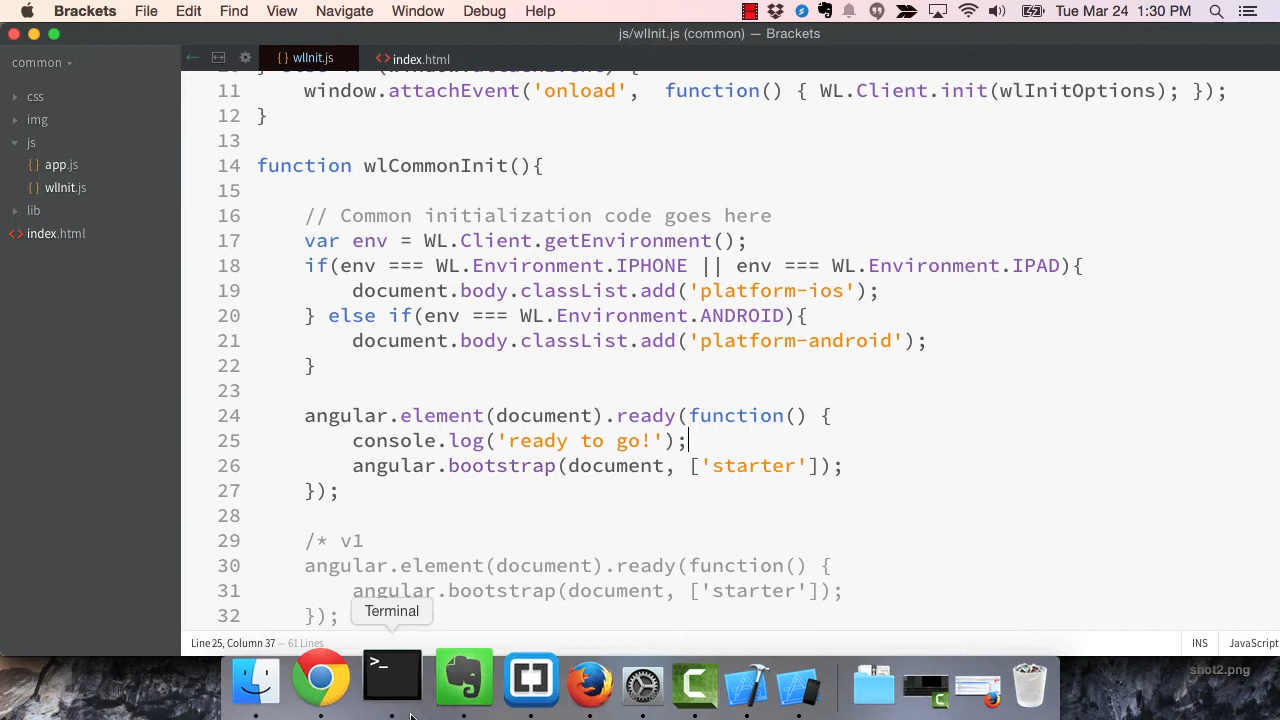 Brackets File Edit Find View Navigate Window Debug Help Tue Mar 24 1:30 PM
js/wlInit.js (common) — Brackets
common
wlInit.js
index.html
css
img
js
app.js
wlInit.js
lib
index.html
11 window.attachEvent('onload',  function() { WL.Client.init(wlInitOptions); });
12 }
13
14 function wlCommonInit(){
15
16 // Common initialization code goes here
17 var env = WL.Client.getEnvironment();
18 if(env === WL.Environment.IPHONE || env === WL.Environment.IPAD){
19 document.body.classList.add('platform-ios');
20 } else if(env === WL.Environment.ANDROID){
21 document.body.classList.add('platform-android');
22 }
23
24 angular.element(document).ready(function() {
25 console.log('ready to go!');
26 angular.bootstrap(document, ['starter']);
27 });
28
29 /* v1
30 angular.element(document).ready(function() {
31 angular.bootstrap(document, ['starter']);
32 });
Terminal
Line 25, Column 37 — 61 Lines
INS JavaScript
>_
shot2.png